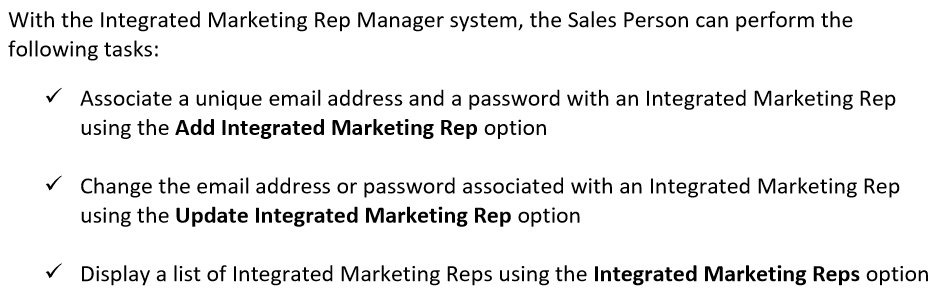 With the Integrated Marketing Rep Manager system, the Sales Person can perform the
following tasks:
✓ Associate a unique email address and a password with an Integrated Marketing Rep
using the Add Integrated Marketing Rep option
✓ Change the email address or password associated with an Integrated Marketing Rep
using the Update Integrated Marketing Rep option
✓ Display a list of Integrated Marketing Reps using the Integrated Marketing Reps option